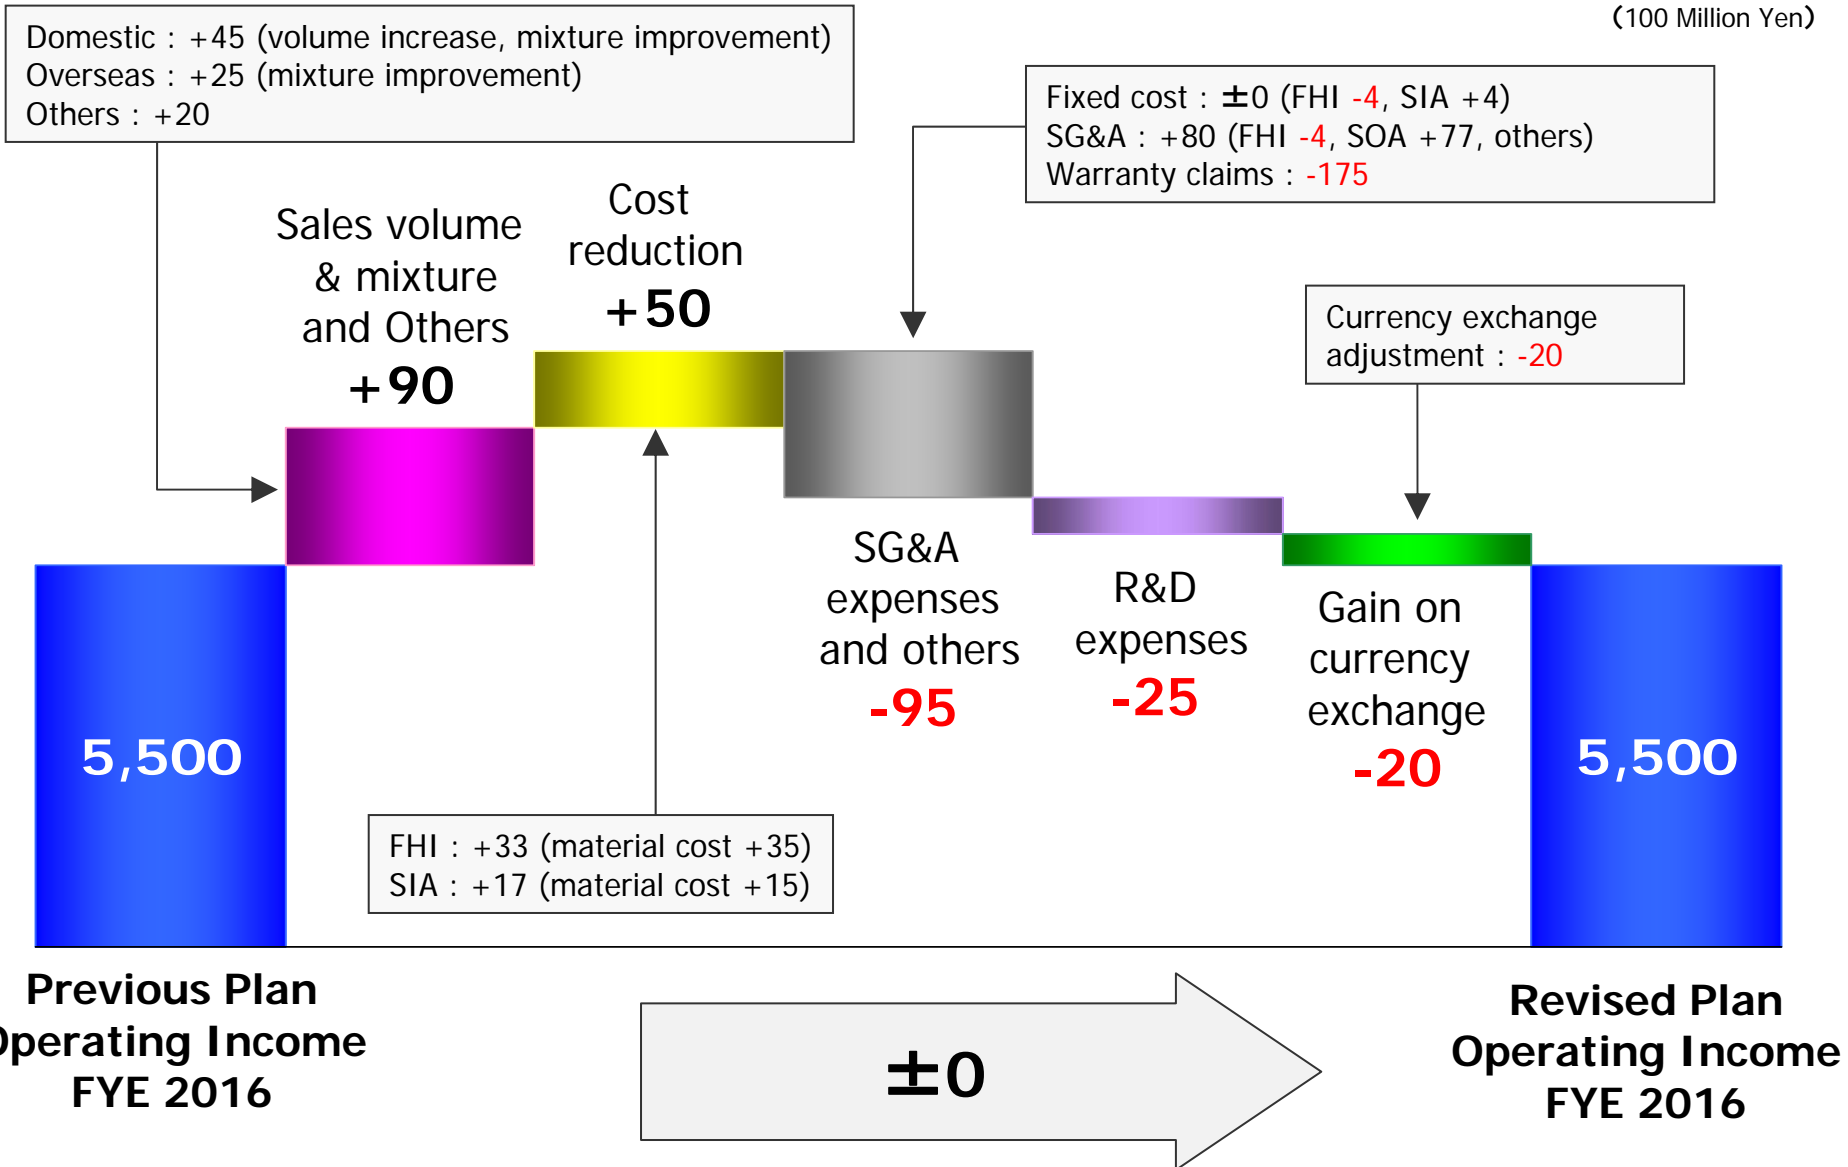 (100 Million Yen)
Domestic : +45 (volume increase, mixture improvement)
Overseas : +25 (mixture improvement)
Others : +20
Fixed cost : ±0 (FHI -4, SIA +4)
SG&A : +80 (FHI -4, SOA +77, others)
Warranty claims : -175
Sales volume
& mixture
and Others
+90
Cost
reduction
+50
Currency exchange
adjustment : -20
SG&A
expenses
and others
-95
R&D
expenses
-25
Gain on
currency
exchange
-20
5,500
5,500
FHI : +33 (material cost +35)
SIA : +17 (material cost +15)
Previous Plan
Operating Income
FYE 2016
±0
Revised Plan
Operating Income
FYE 2016